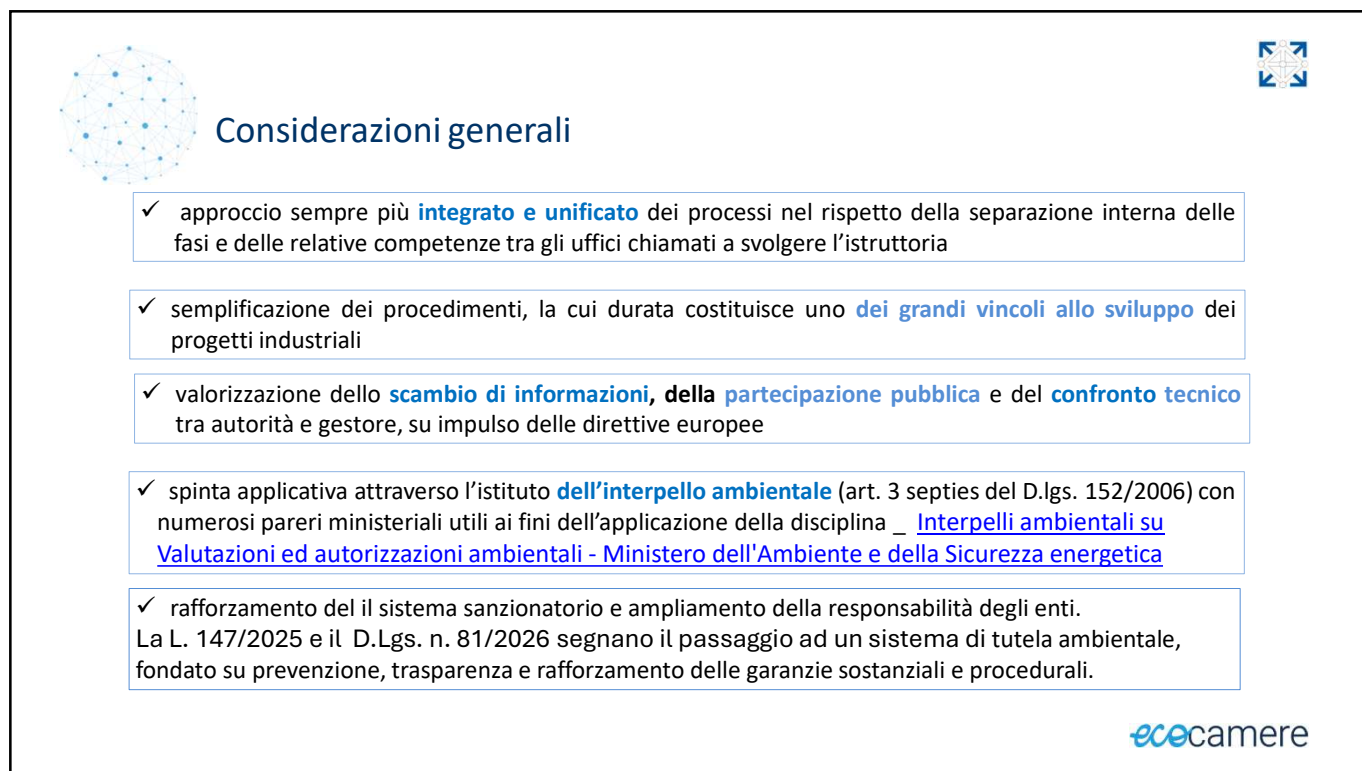 Considerazioni generali
✓ approccio sempre più integrato e unificato dei processi nel rispetto della separazione interna delle
fasi e delle relative competenze tra gli uffici chiamati a svolgere l’istruttoria
✓ semplificazione dei procedimenti, la cui durata costituisce uno dei grandi vincoli allo sviluppo dei
progetti industriali
✓ valorizzazione dello scambio di informazioni, della partecipazione pubblica e del confronto tecnico
tra autorità e gestore, su impulso delle direttive europee
✓ spinta applicativa attraverso l’istituto dell’interpello ambientale (art. 3 septies del D.lgs. 152/2006) con
numerosi pareri ministeriali utili ai fini dell’applicazione della disciplina _ Interpelli ambientali su
Valutazioni ed autorizzazioni ambientali - Ministero dell'Ambiente e della Sicurezza energetica
✓ rafforzamento del il sistema sanzionatorio e ampliamento della responsabilità degli enti.
La L. 147/2025 e il D.Lgs. n. 81/2026 segnano il passaggio ad un sistema di tutela ambientale,
fondato su prevenzione, trasparenza e rafforzamento delle garanzie sostanziali e procedurali.
ecocamere